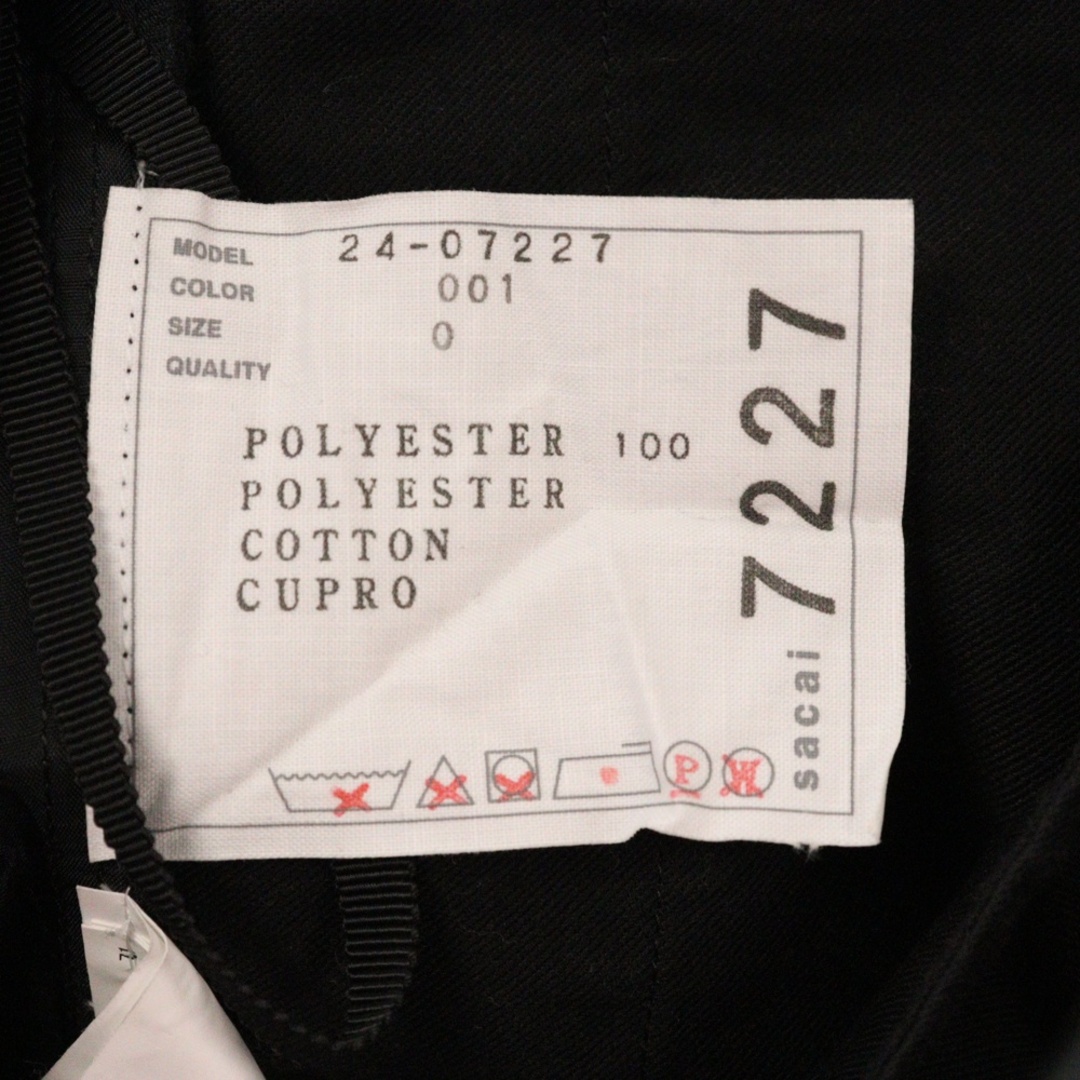 MODEL 24-07227
COLOR 001
SIZE 0
QUALITY
POLYESTER 100
POLYESTER
COTTON
CUPRO
P
W
sacai 7227